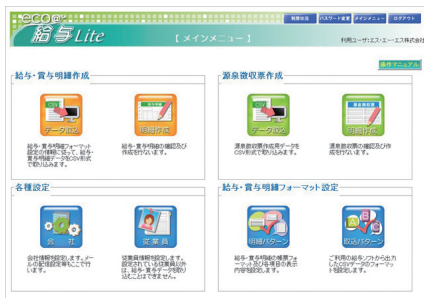 eco@κ
給与Lite
【 メインメニュー 】
利用状況
パスワード変更
メインメニュー
ログアウト
利用ユーザ:エス・エー・エス株式会社
操作マニュアル
給与・賞与明細作成
CSV
データ取込
給与・賞与明細フォーマット
設定の情報に従って、給与・
賞与明細データをCSV形式
で取り込みます。
明細作成
給与・賞与明細の確認及び
作成を行ないます。
源泉徴収票作成
CSV
データ取込
源泉徴収票作成用データを
CSV形式で取り込みます。
源泉徴収票
明細作成
源泉徴収票の確認及び作
成を行ないます。
各種設定
会 社
会社情報を設定します。メー
ルの配信設定等もここで行
います。
従業員
従業員情報を設定します。
設定されている従業員以外
は、給与・賞与データを取り
込むことはできません。
給与・賞与明細フォーマット設定
明細パターン
給与・賞与明細の帳票フォ
ーマット及び各項目の表示
内容を設定します。
取込パターン
ご利用の給与ソフトから出力
したCSVデータのフォーマッ
トを設定します。